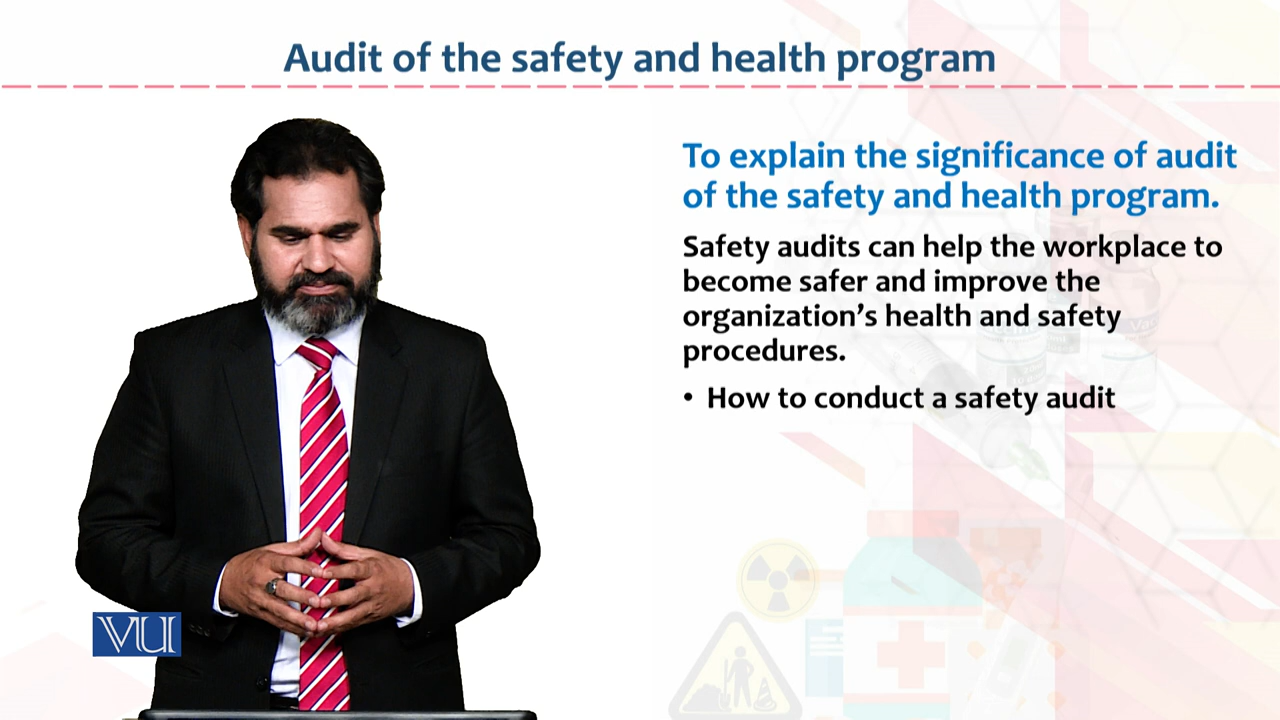 Audit of the safety and health program
To explain the significance of audit
of the safety and health program.
Safety audits can help the workplace to
become safer and improve the
organization’s health and safety
procedures.
• How to conduct a safety audit
VU